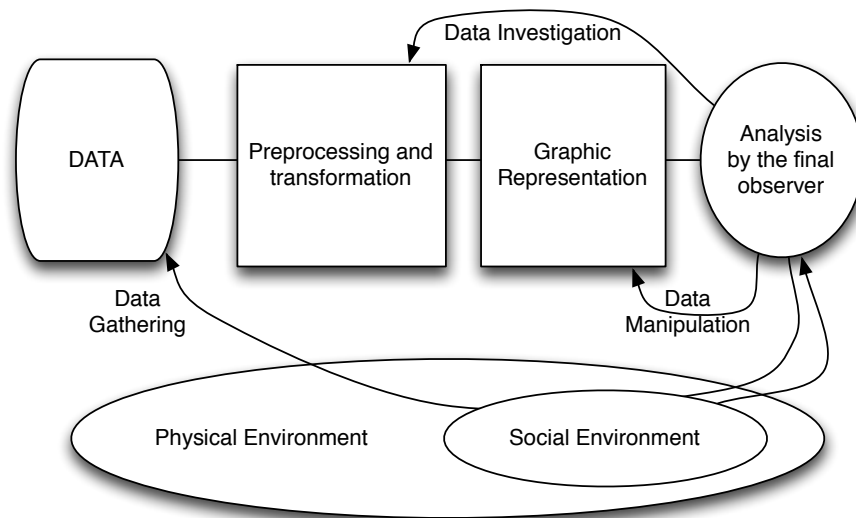 Data Investigation
DATA
Preprocessing and
transformation
Graphic
Representation
Analysis
by the final
observer
Data
Gathering
Data
Manipulation
Physical Environment
Social Environment